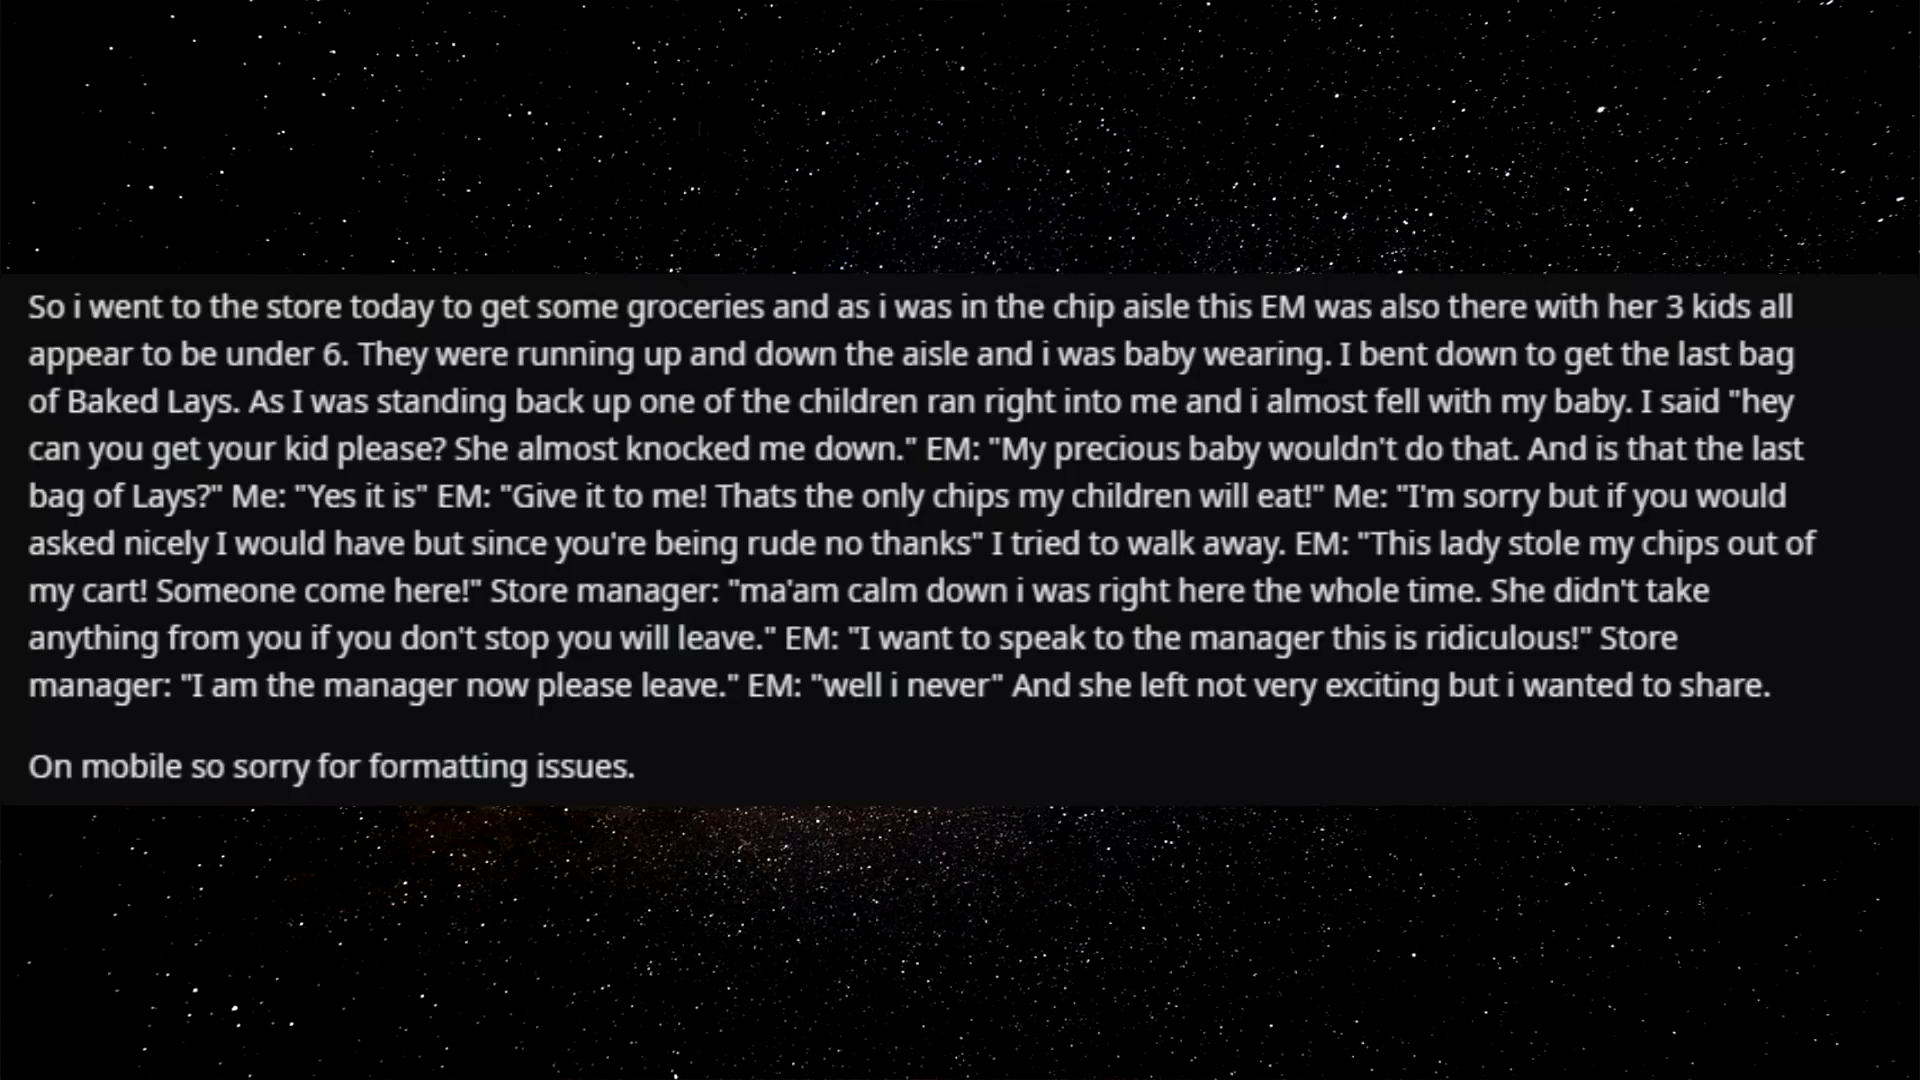 So i went to the store today to get some groceries and as i was in the chip aisle this EM was also there with her 3 kids all
appear to be under 6. They were running up and down the aisle and i was baby wearing. I bent down to get the last bag
of Baked Lays. As I was standing back up one of the children ran right into me and i almost fell with my baby. I said "hey
can you get your kid please? She almost knocked me down." EM: "My precious baby wouldn't do that. And is that the last
bag of Lays?" Me: "Yes it is" EM: "Give it to me! Thats the only chips my children will eat!" Me: "I'm sorry but if you would
asked nicely I would have but since you're being rude no thanks" I tried to walk away. EM: "This lady stole my chips out of
my cart! Someone come here!" Store manager: "ma'am calm down i was right here the whole time. She didn't take
anything from you if you don't stop you will leave." EM: "I want to speak to the manager this is ridiculous!" Store
manager: "I am the manager now please leave." EM: "well i never" And she left not very exciting but i wanted to share.
On mobile so sorry for formatting issues.